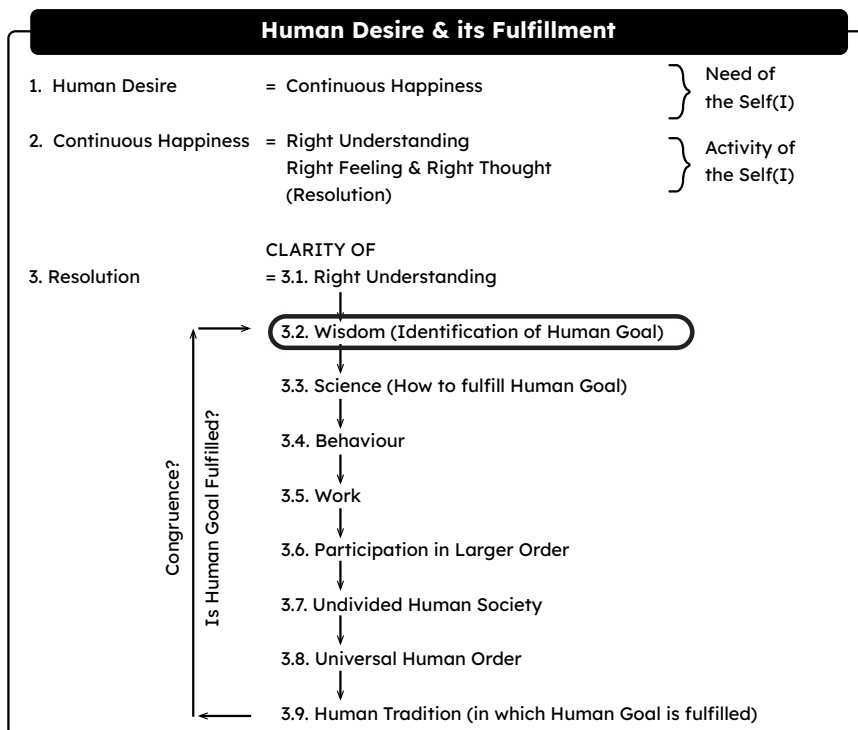 Human Desire & its Fulfillment
1. Human Desire = Continuous Happiness
Need of
the Self(I)
2. Continuous Happiness = Right Understanding
Right Feeling & Right Thought
(Resolution)
Activity of
the Self(I)
CLARITY OF
3. Resolution = 3.1. Right Understanding
3.2. Wisdom (Identification of Human Goal)
3.3. Science (How to fulfill Human Goal)
3.4. Behaviour
3.5. Work
3.6. Participation in Larger Order
3.7. Undivided Human Society
3.8. Universal Human Order
3.9. Human Tradition (in which Human Goal is fulfilled)
Congruence?
Is Human Goal Fulfilled?